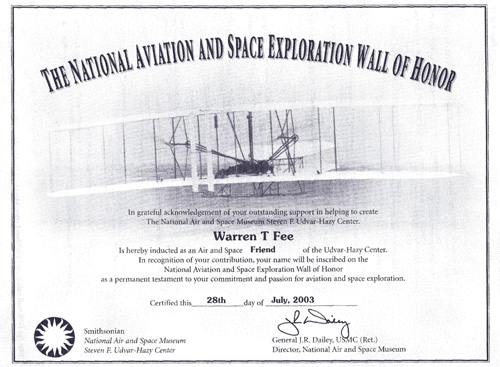 THE NATIONAL AVIATION AND SPACE EXPLORATION WALL OF HONOR
In grateful acknowledgement of your outstanding support in helping to create
The National Air and Space Museum Steven F. Udvar-Hazy Center.
Warren T Fee
Is hereby inducted as an Air and Space Friend of the Udvar-Hazy Center.
In recognition of your contribution, your name will be inscribed on the
National Aviation and Space Exploration Wall of Honor
as a permanent testament to your commitment and passion for aviation and space exploration.
Certified this 28th day of July, 2003
J R Dailey
General J.R. Dailey, USMC (Ret.)
Director, National Air and Space Museum
Smithsonian
National Air and Space Museum
Steven F. Udvar-Hazy Center